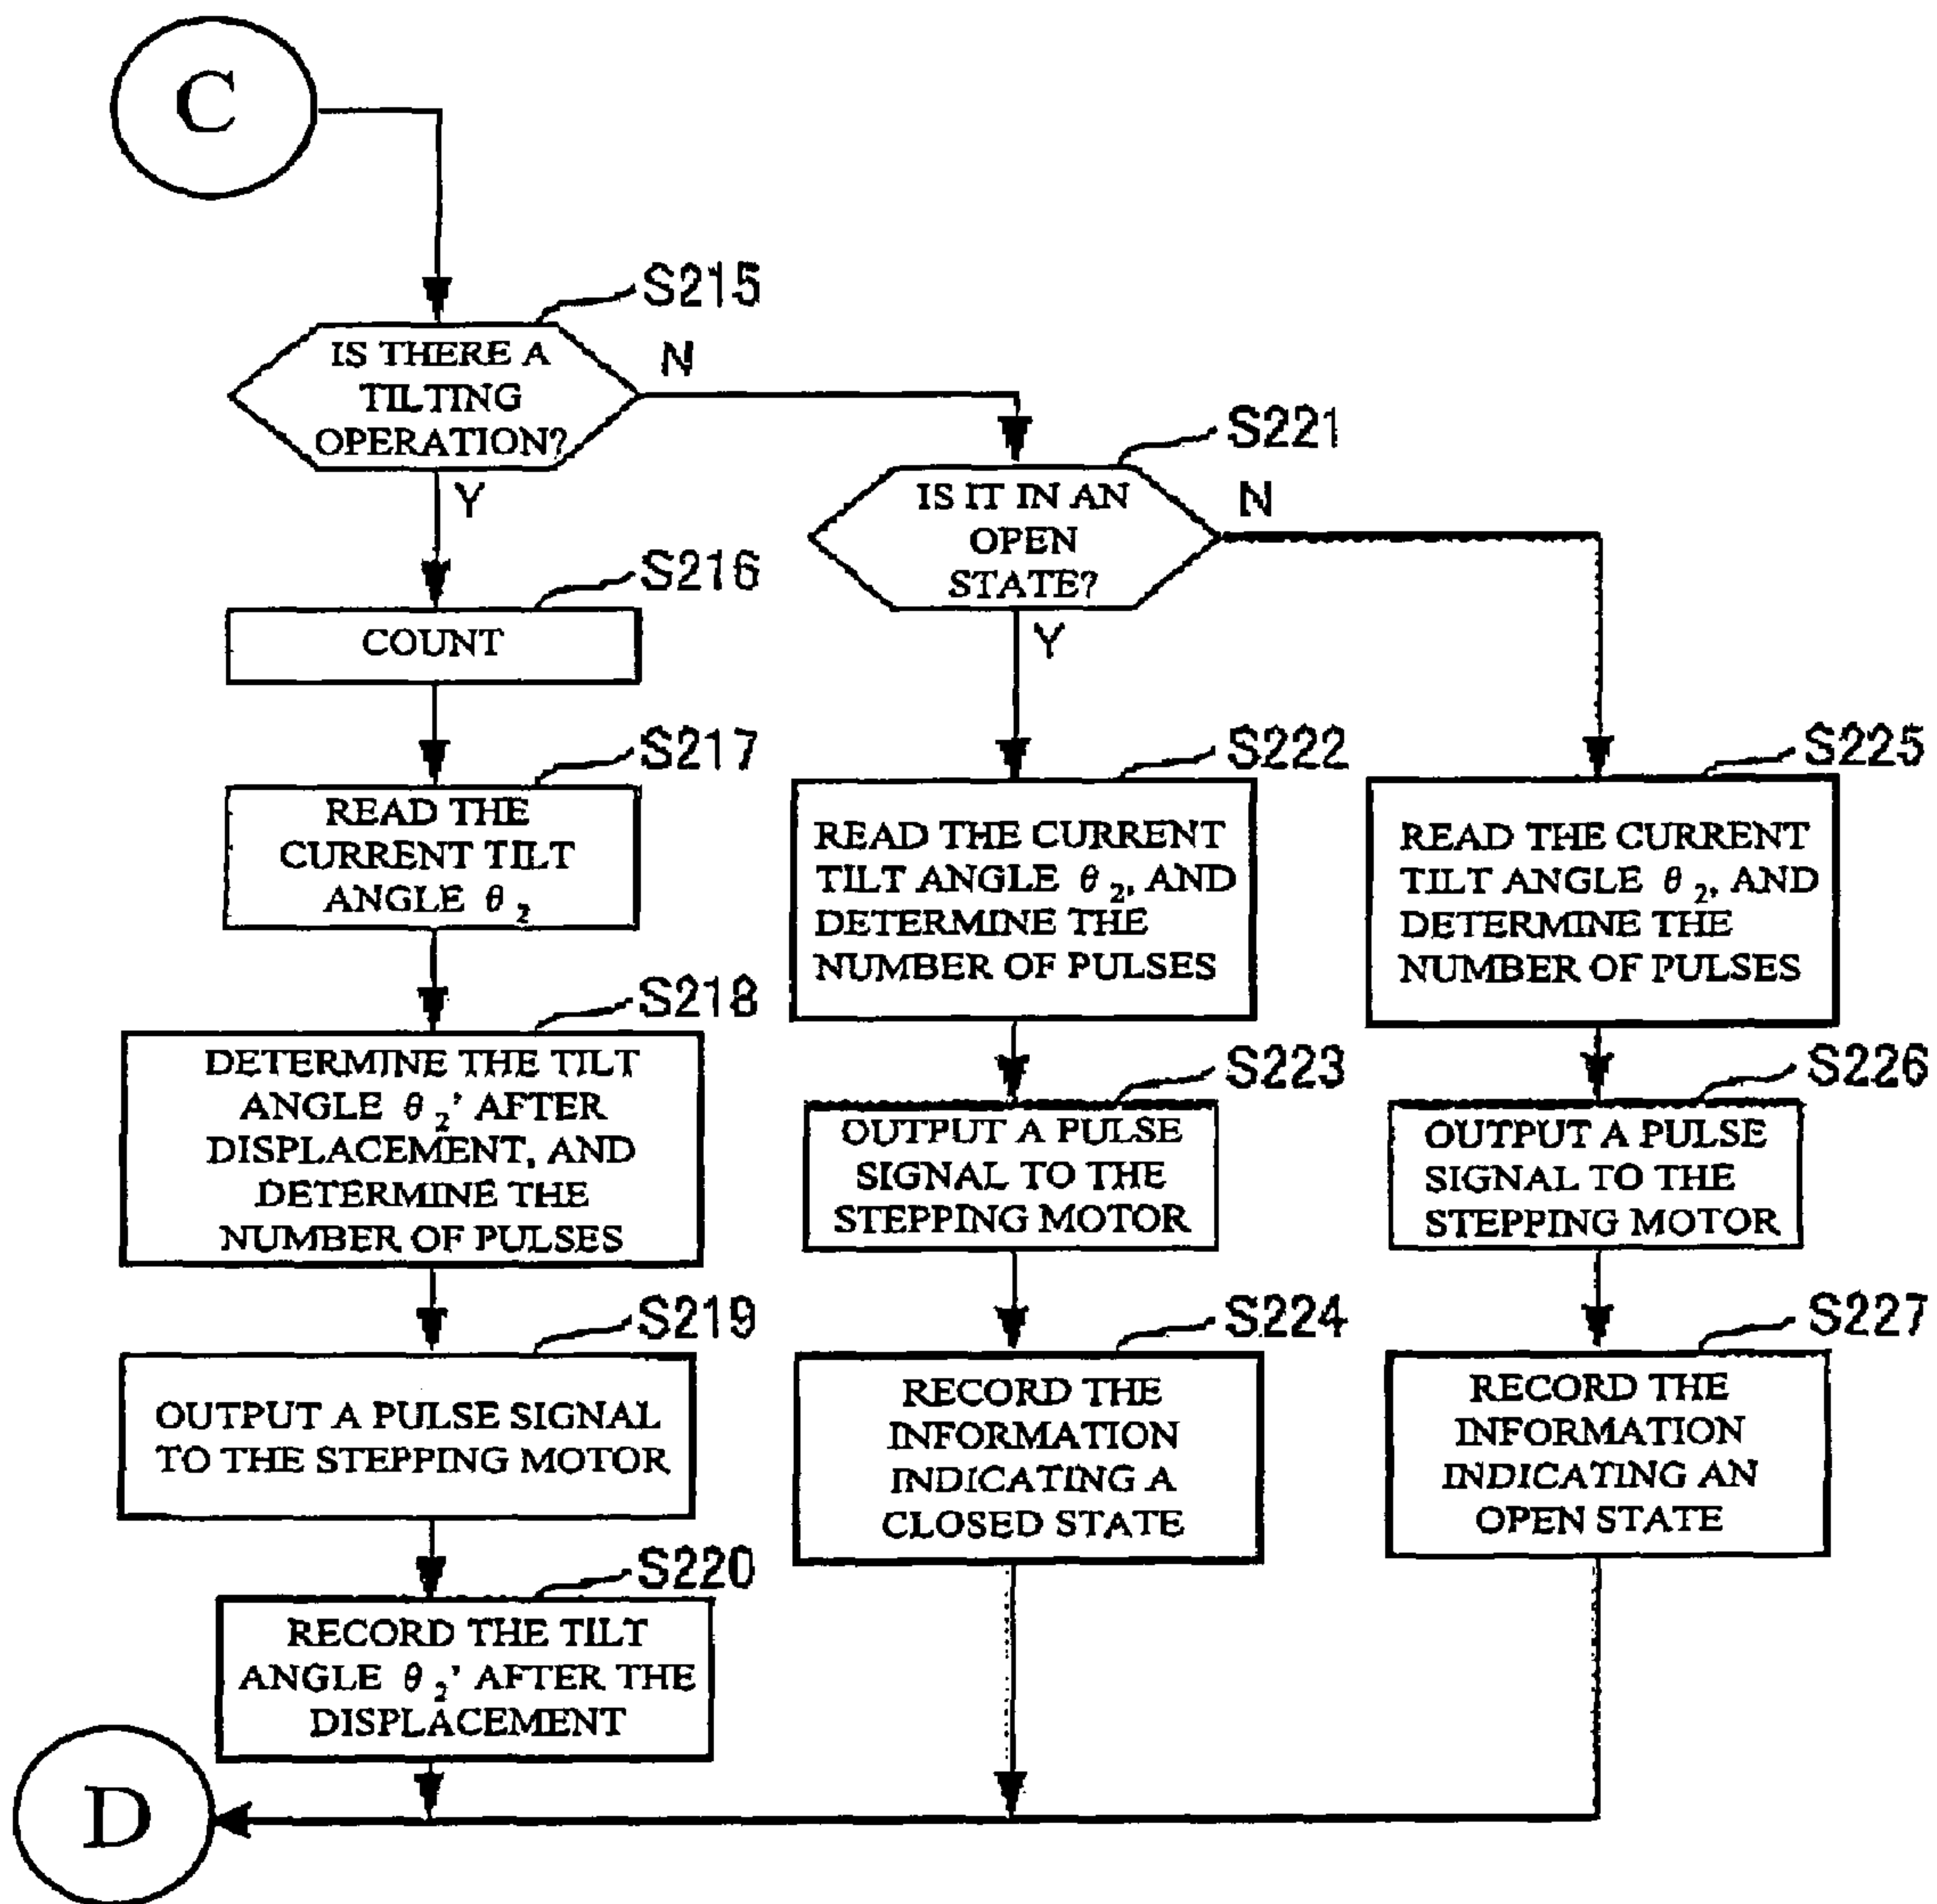 C
S215
IS THERE A
TILTING
OPERATION?
N
Y
S221
IS IT IN AN
OPEN
STATE?
N
Y
S216
COUNT
S217
READ THE
CURRENT TILT
ANGLE θ₂
S218
DETERMINE THE TILT
ANGLE θ₂' AFTER
DISPLACEMENT, AND
DETERMINE THE
NUMBER OF PULSES
S219
OUTPUT A PULSE SIGNAL
TO THE STEPPING MOTOR
S220
RECORD THE TILT
ANGLE θ₂' AFTER THE
DISPLACEMENT
S222
READ THE CURRENT
TILT ANGLE θ₂, AND
DETERMINE THE
NUMBER OF PULSES
S223
OUTPUT A PULSE
SIGNAL TO THE
STEPPING MOTOR
S224
RECORD THE
INFORMATION
INDICATING A
CLOSED STATE
S225
READ THE CURRENT
TILT ANGLE θ₂, AND
DETERMINE THE
NUMBER OF PULSES
S226
OUTPUT A PULSE
SIGNAL TO THE
STEPPING MOTOR
S227
RECORD THE
INFORMATION
INDICATING AN
OPEN STATE
D